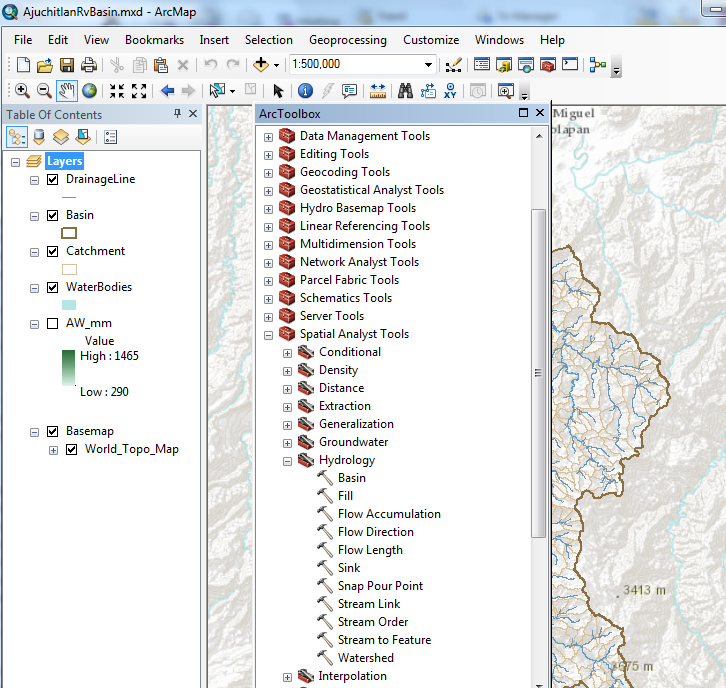 AjuchitlanRvBasin.mxd - ArcMap
File Edit View Bookmarks Insert Selection Geoprocessing Customize Windows Help
1:500,000
Table Of Contents
Layers
DrainageLine
Basin
Catchment
WaterBodies
AW_mm
Value
High : 1465
Low : 290
Basemap
World_Topo_Map
ArcToolbox
Data Management Tools
Editing Tools
Geocoding Tools
Geostatistical Analyst Tools
Hydro Basemap Tools
Linear Referencing Tools
Multidimension Tools
Network Analyst Tools
Parcel Fabric Tools
Schematics Tools
Server Tools
Spatial Analyst Tools
Conditional
Density
Distance
Extraction
Generalization
Groundwater
Hydrology
Basin
Fill
Flow Accumulation
Flow Direction
Flow Length
Sink
Snap Pour Point
Stream Link
Stream Order
Stream to Feature
Watershed
Interpolation
Miguel
olapan
3413 m